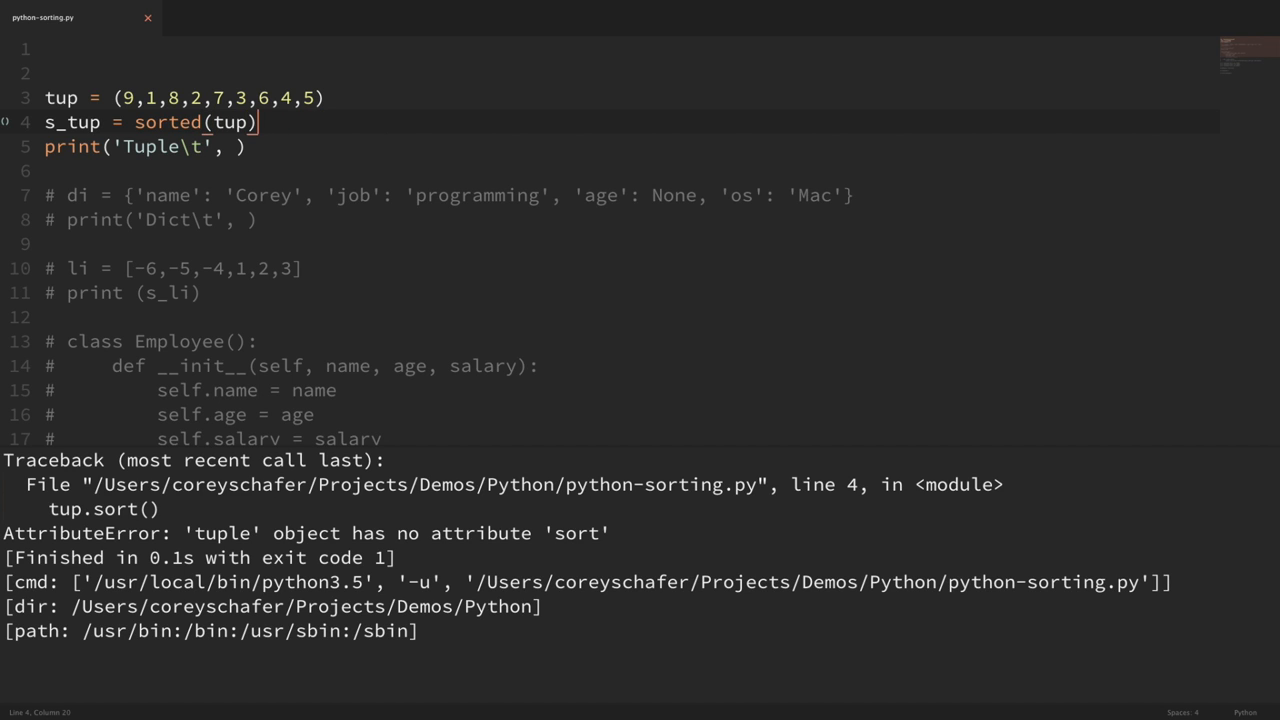 python-sorting.py ×
1
2
3 tup = (9,1,8,2,7,3,6,4,5)
() 4 s_tup = sorted(tup)
5 print('Tuple\t', )
6
7 # di = {'name': 'Corey', 'job': 'programming', 'age': None, 'os': 'Mac'}
8 # print('Dict\t', )
9
10 # li = [-6,-5,-4,1,2,3]
11 # print (s_li)
12
13 # class Employee():
14 #     def __init__(self, name, age, salary):
15 #         self.name = name
16 #         self.age = age
17 #         self.salary = salary
Traceback (most recent call last):
  File "/Users/coreyschafer/Projects/Demos/Python/python-sorting.py", line 4, in <module>
    tup.sort()
AttributeError: 'tuple' object has no attribute 'sort'
[Finished in 0.1s with exit code 1]
[cmd: ['/usr/local/bin/python3.5', '-u', '/Users/coreyschafer/Projects/Demos/Python/python-sorting.py']]
[dir: /Users/coreyschafer/Projects/Demos/Python]
[path: /usr/bin:/bin:/usr/sbin:/sbin]
Line 4, Column 20 Spaces: 4 Python